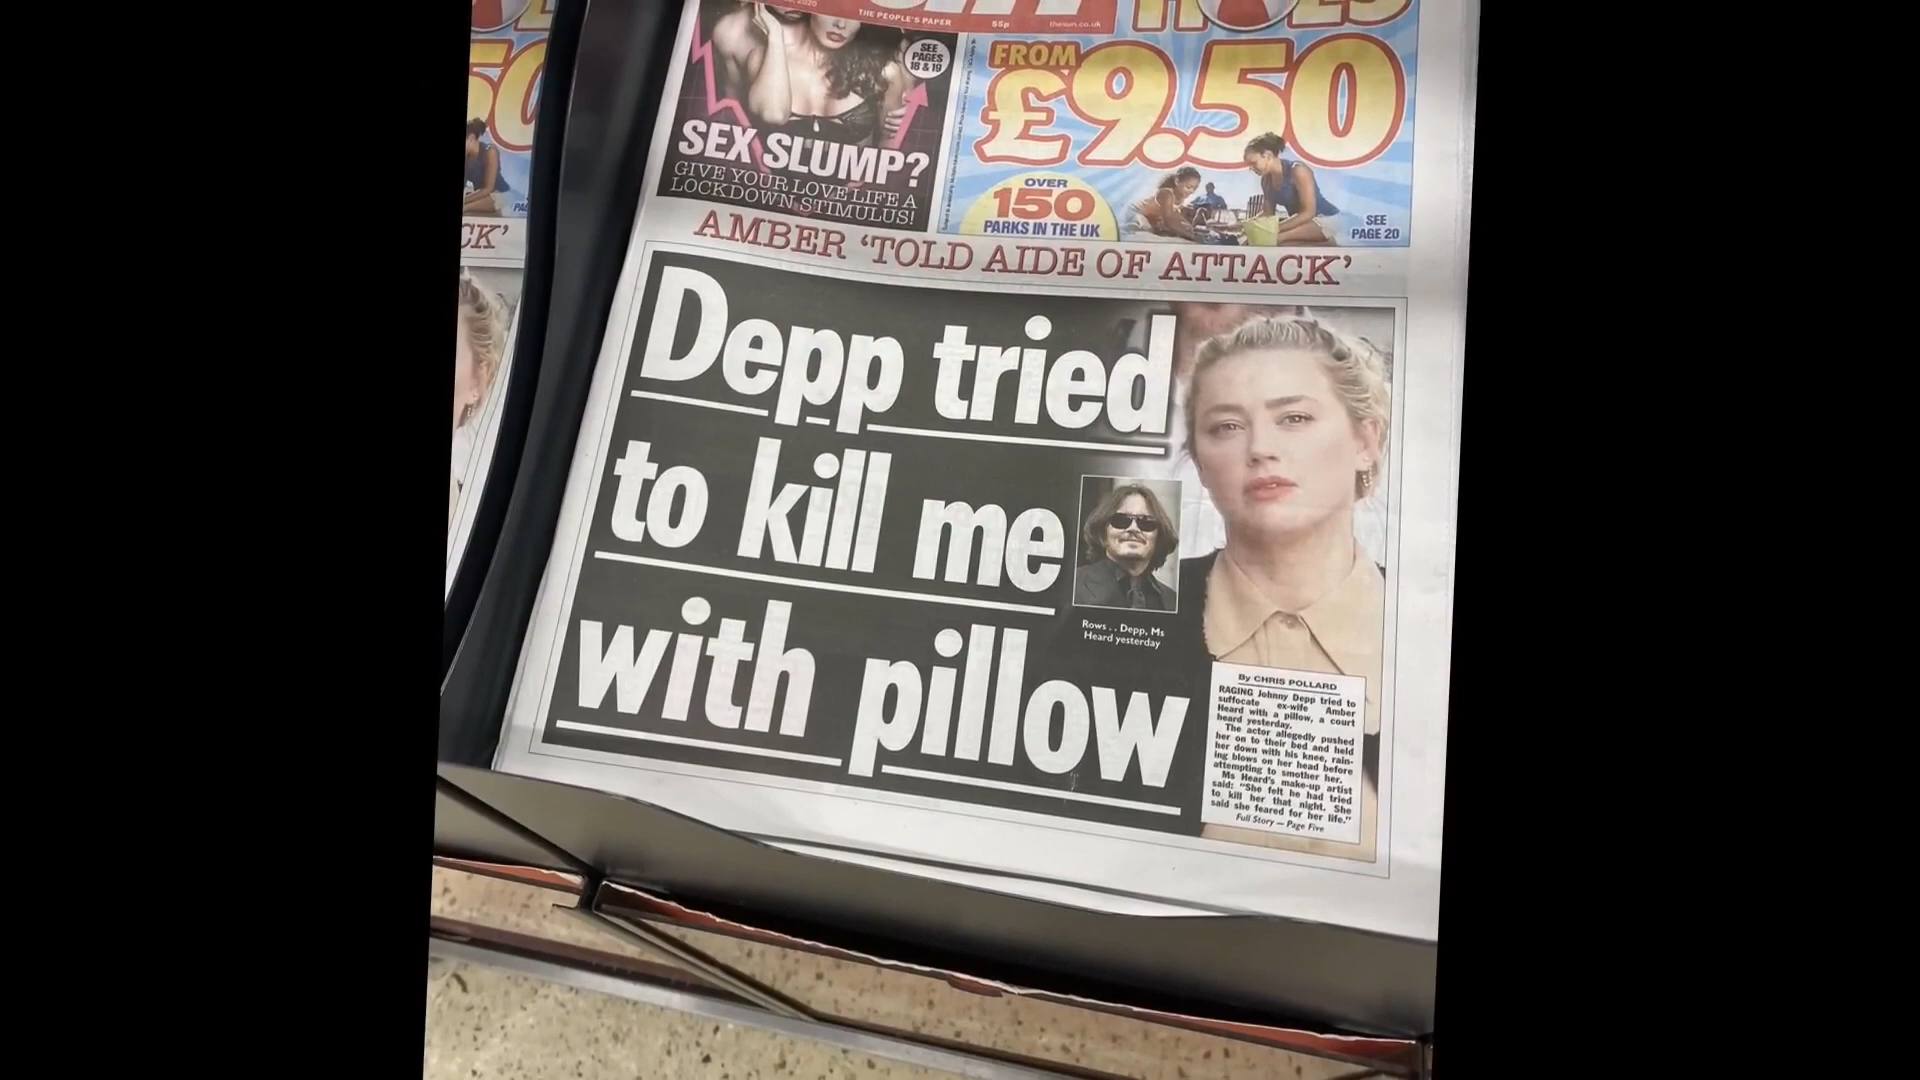 2020
THE PEOPLE'S PAPER
55p
thesun.co.uk
SEE
PAGES
18 & 19
SEX SLUMP?
GIVE YOUR LOVE LIFE A
LOCKDOWN STIMULUS!
FROM
£9.50
OVER
150
PARKS IN THE UK
SEE
PAGE 20
AMBER ‘TOLD AIDE OF ATTACK’
Depp tried
to kill me
with pillow
Rows . . Depp, Ms
Heard yesterday
By CHRIS POLLARD
RAGING Johnny Depp tried to
suffocate ex-wife Amber
Heard with a pillow, a court
heard yesterday.
The actor allegedly pushed
her on to their bed and held
her down with his knee, rain-
ing blows on her head before
attempting to smother her.
Ms Heard's make-up artist
said: "She felt he had tried
to kill her that night. She
said she feared for her life."
Full Story — Page Five
50
CK’